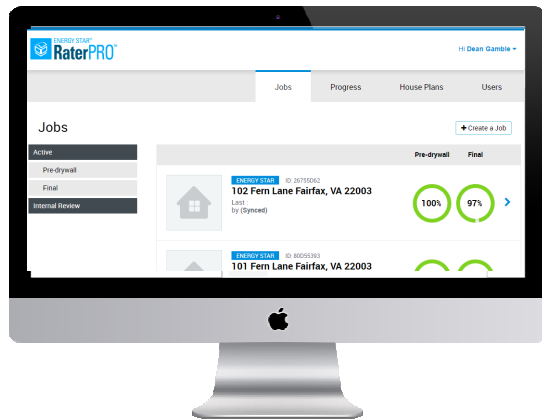 ENERGY STAR™
RaterPRO™
Hi Dean Gamble
Jobs Progress House Plans Users
Jobs
+ Create a Job
Active
Pre-drywall
Final
Internal Review
Pre-drywall Final
ENERGY STAR ID: 26755D62
102 Fern Lane Fairfax, VA 22003
Last :
by (Synced)
100% 97%
ENERGY STAR ID: 80D55393
101 Fern Lane Fairfax, VA 22003